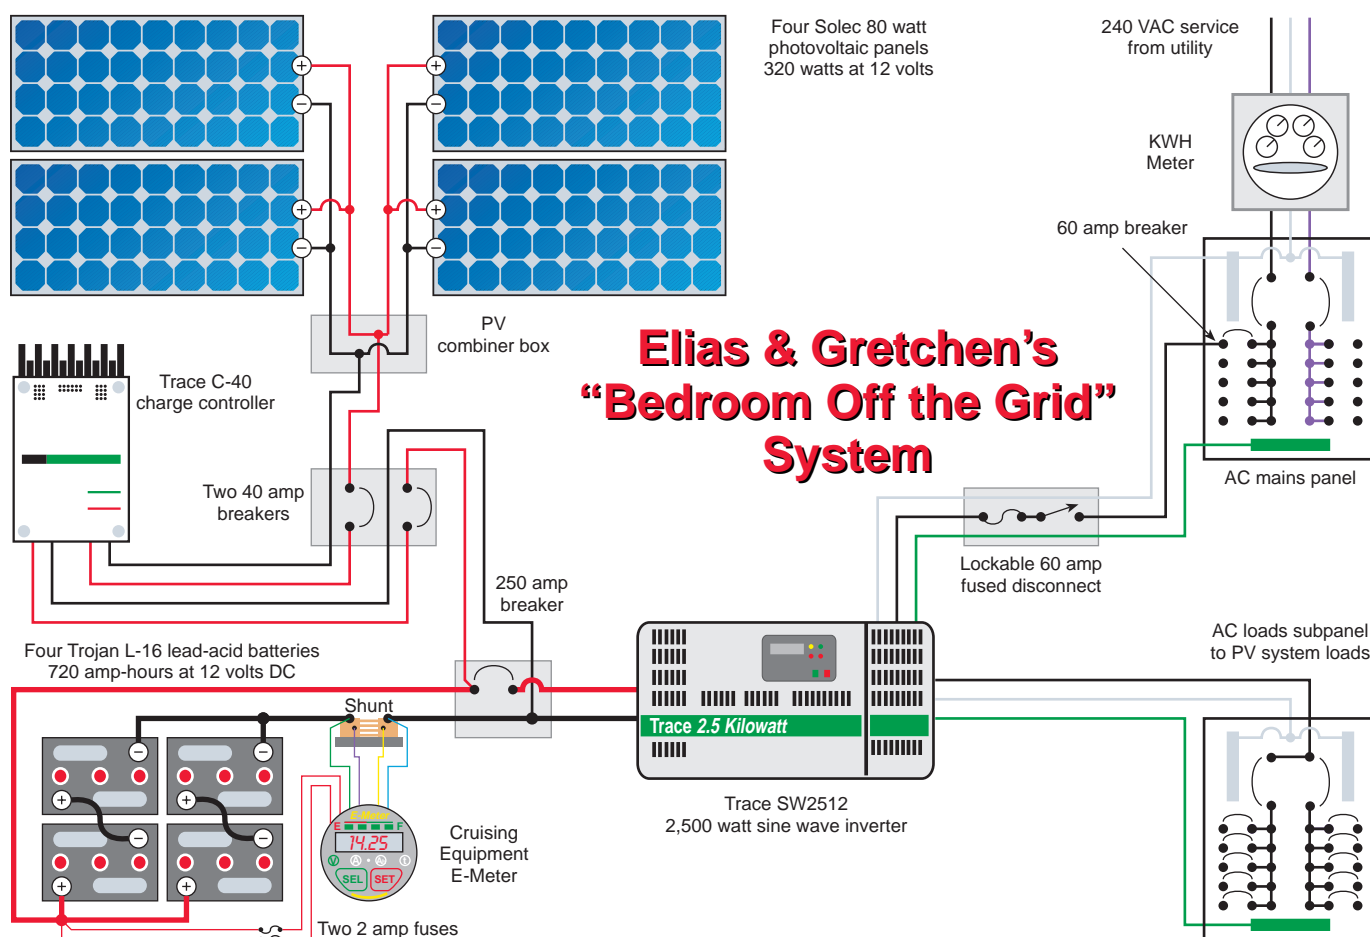 Four Solec 80 watt
photovoltaic panels
320 watts at 12 volts
240 VAC service
from utility
KWH
Meter
60 amp breaker
PV
combiner box
Elias & Gretchen's
“Bedroom Off the Grid”
System
Trace C-40
charge controller
AC mains panel
Two 40 amp
breakers
Lockable 60 amp
fused disconnect
250 amp
breaker
Four Trojan L-16 lead-acid batteries
720 amp-hours at 12 volts DC
AC loads subpanel
to PV system loads
Shunt
Trace 2.5 Kilowatt
Trace SW2512
2,500 watt sine wave inverter
E-Meter
E F
14.25
V A Ah t
SEL SET
Cruising
Equipment
E-Meter
Two 2 amp fuses